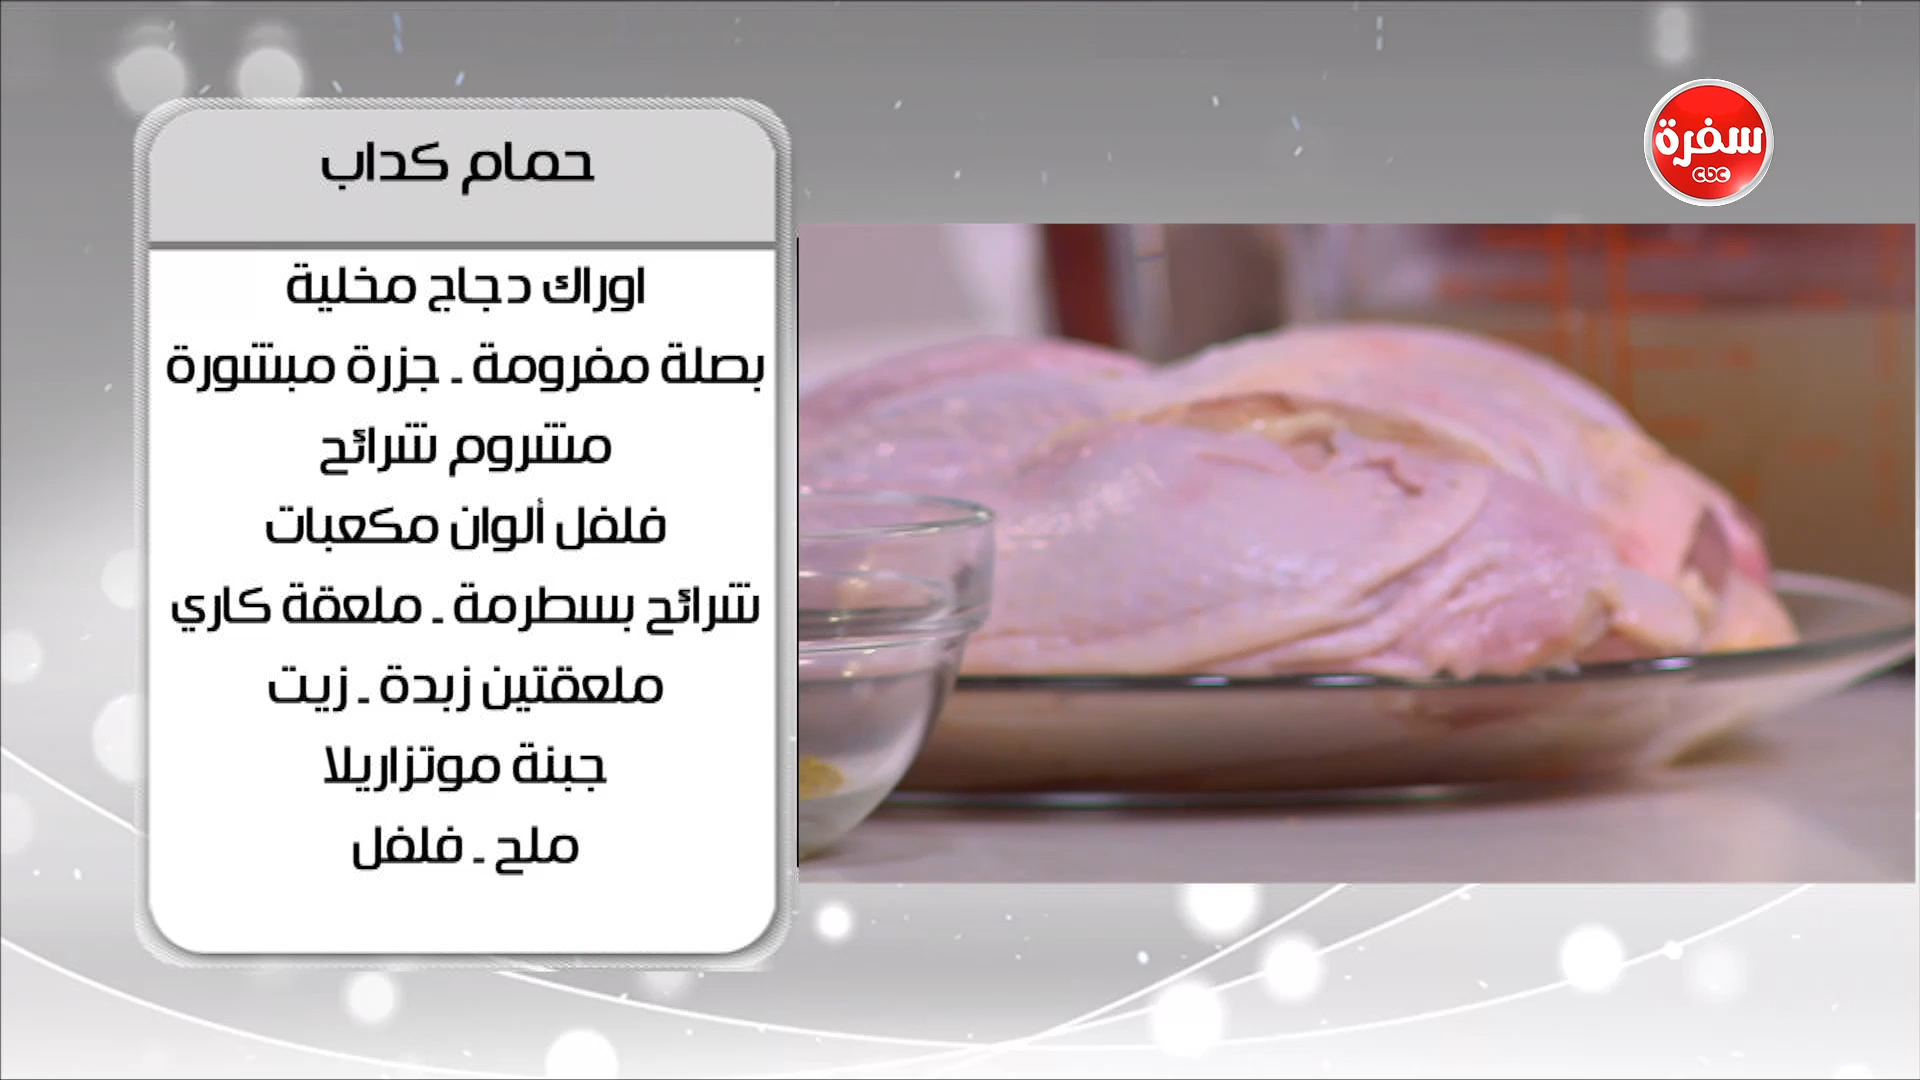 حمام كداب
اوراك دجاج مخلية
بصلة مفرومة ـ جزرة مبشورة
مشروم شرائح
فلفل ألوان مكعبات
شرائح بسطرمة ـ ملعقة كاري
ملعقتين زبدة ـ زيت
جبنة موتزاريلا
ملح ـ فلفل
سفرة
cbc